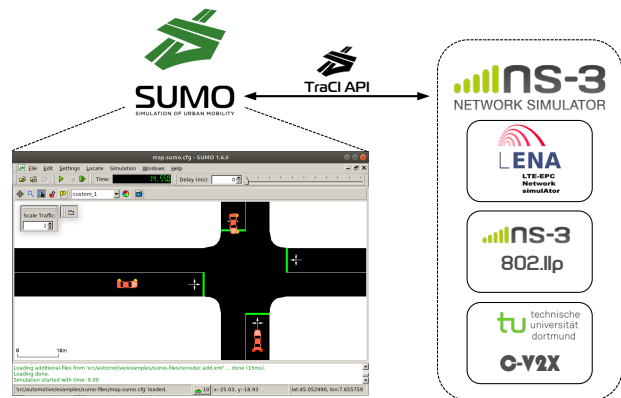 SUMO
SIMULATION OF URBAN MOBILITY
TraCI API
ns-3
NETWORK SIMULATOR
LENA
LTE-EPC
Network
simulAtor
ns-3
802.11p
tu technische
universität
dortmund
C-V2X
map.sumo.cfg - SUMO 1.6.0
File Edit Settings Locate Simulation Windows Help
Time: Delay (ms): 0
custom_1
Scale Traffic:
1
0 10m
Loading additional-files from 'src/automotive/examples/sumo-files/rerouter.add.xml' ... done (15ms).
Loading done.
Simulation started with time: 0.00
'src/automotive/examples/sumo-files/map.sumo.cfg' loaded. 10 x:-25.03, y:-18.93 lat:45.052990, lon:7.655759